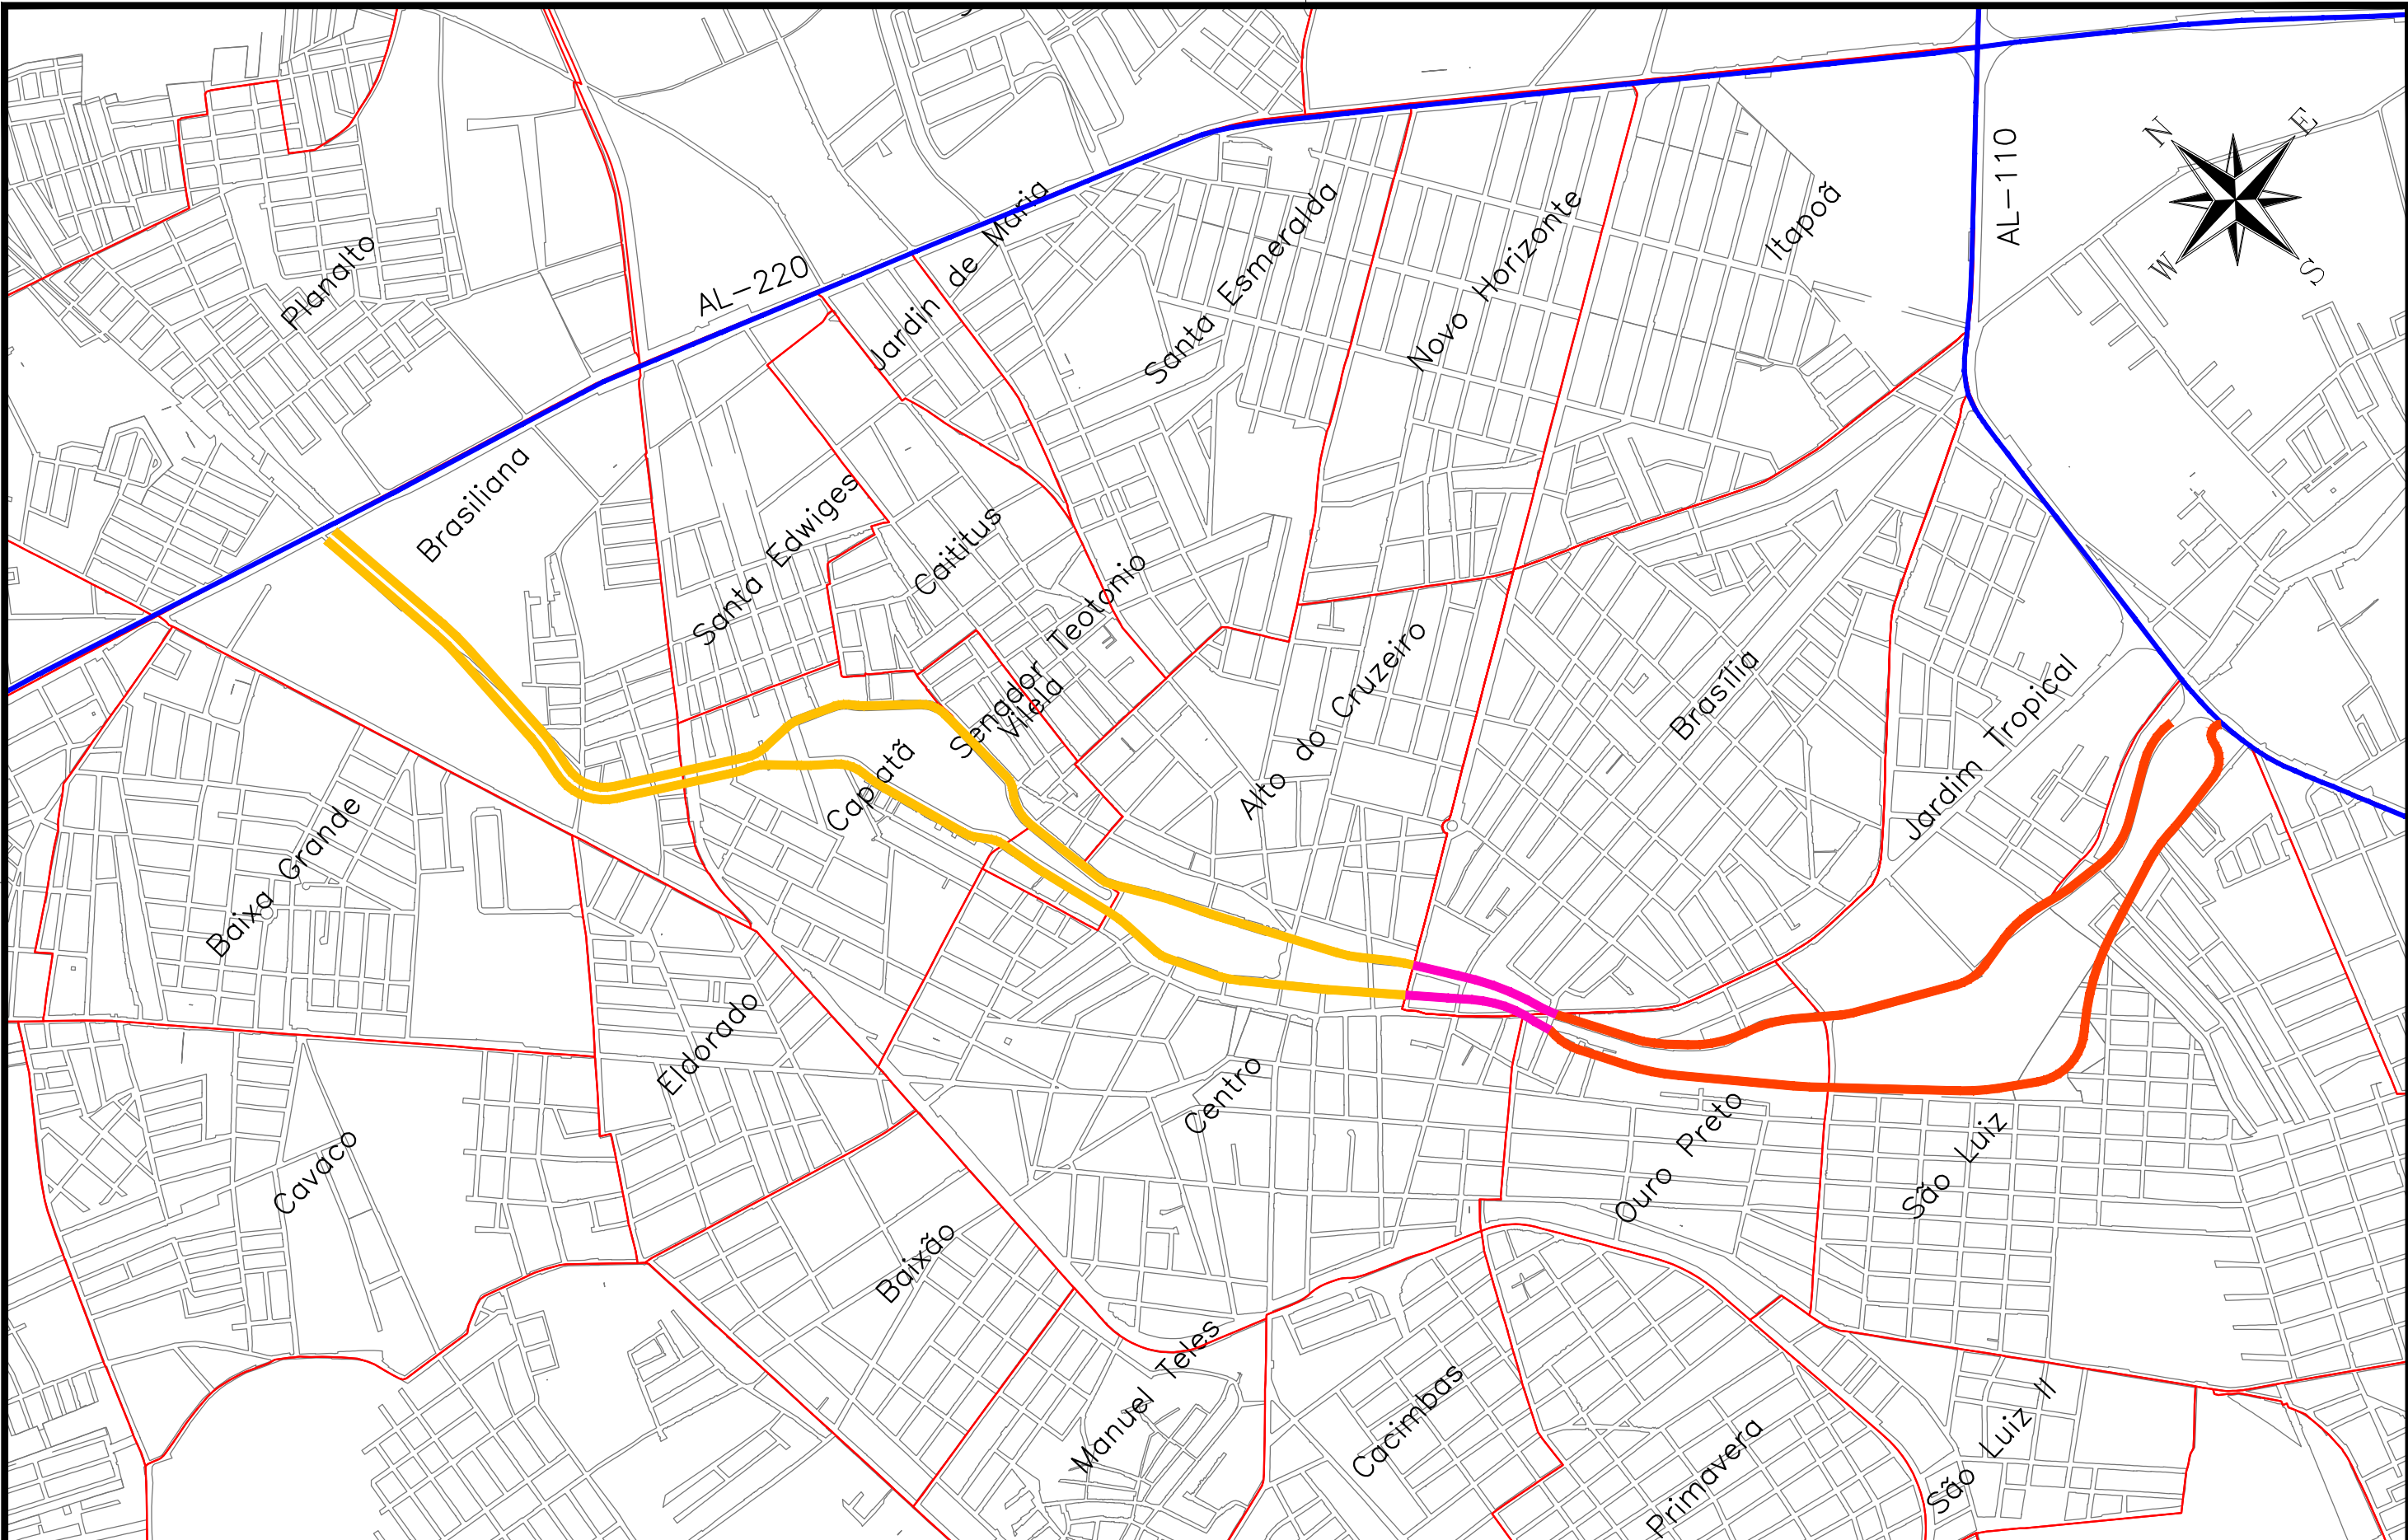 N
E
W
S
AL-110
AL-220
Planalto
Jardin de Maria
Santa Esmeralda
Novo Horizonte
Itapoã
Brasiliana
Santa Edwiges
Caititus
Senador Teotonio
Vilela
Capiatã
Alto do Cruzeiro
Brasília
Jardim Tropical
Baixa Grande
Eldorado
Centro
Ouro Preto
São Luiz
Cavaco
Baixão
Manuel Teles
Cacimbas
Primavera
São Luiz II